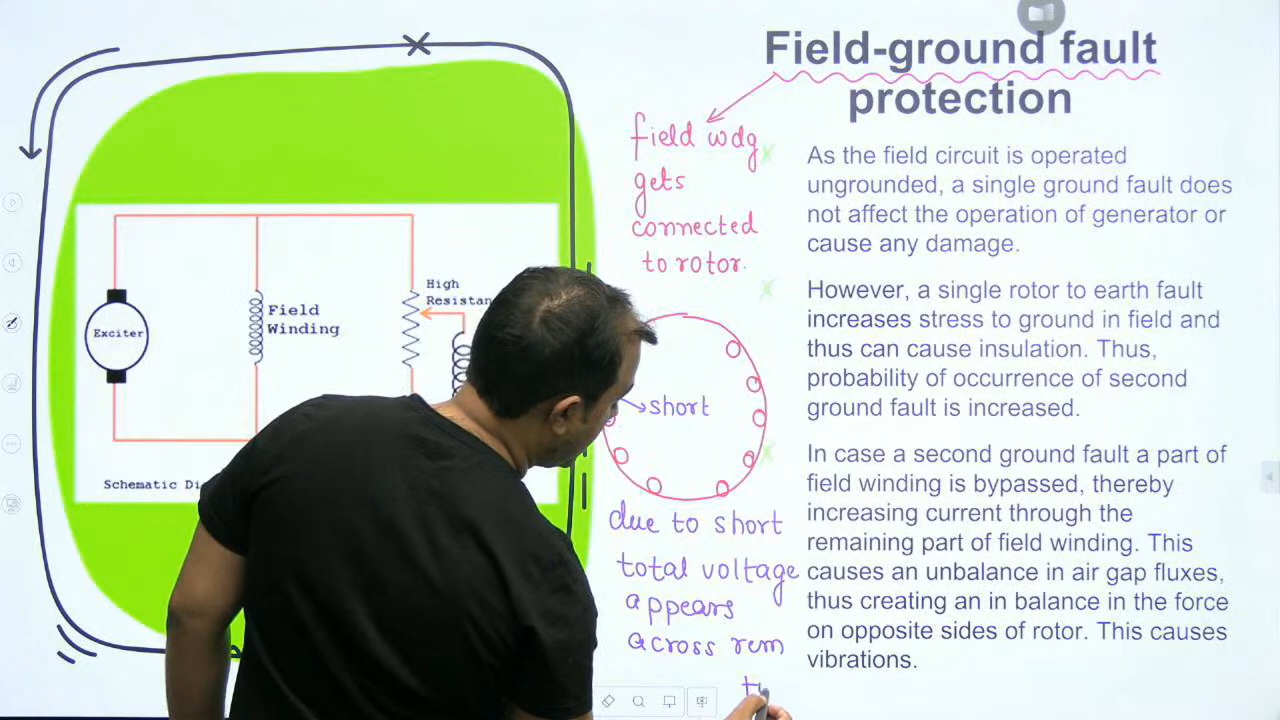 Field-ground fault
protection
field wdg
gets
connected
to rotor.
As the field circuit is operated
ungrounded, a single ground fault does
not affect the operation of generator or
cause any damage.
However, a single rotor to earth fault
increases stress to ground in field and
thus can cause insulation. Thus,
probability of occurrence of second
ground fault is increased.
In case a second ground fault a part of
field winding is bypassed, thereby
increasing current through the
remaining part of field winding. This
causes an unbalance in air gap fluxes,
thus creating an in balance in the force
on opposite sides of rotor. This causes
vibrations.
Exciter
Field
Winding
High
Schematic
short
due to short
total voltage
appears
across rem